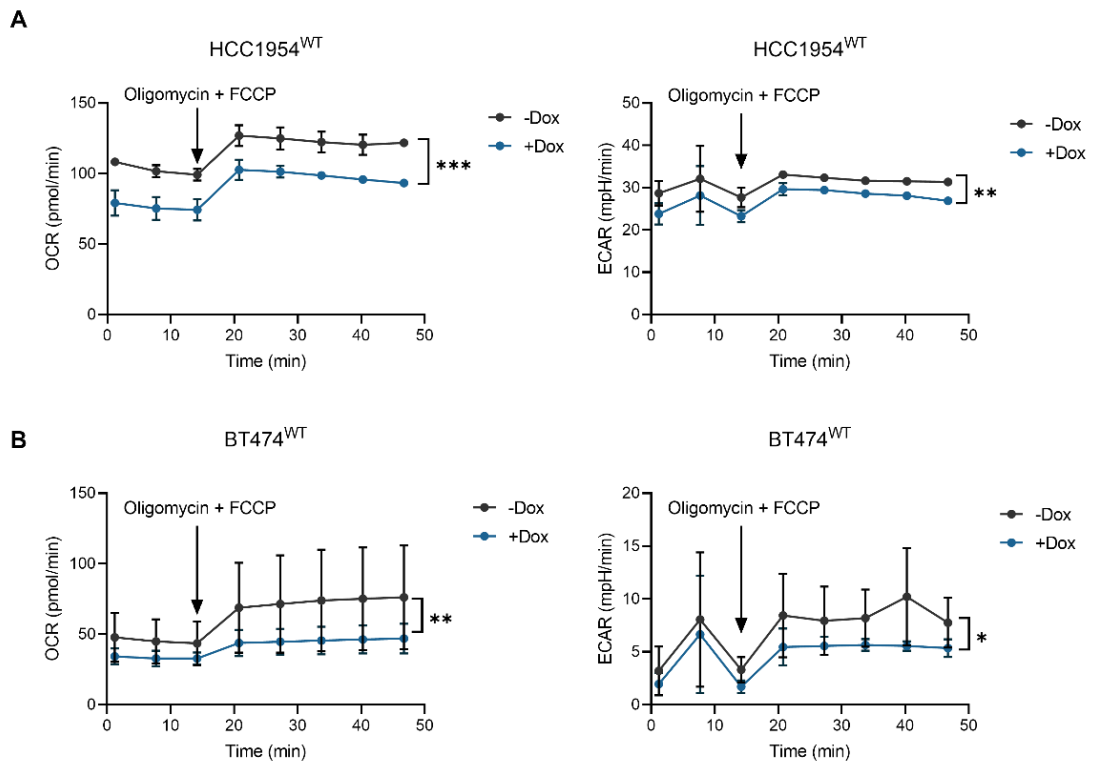 A
HCC1954WT
Oligomycin + FCCP
-Dox
+Dox
***
OCR (pmol/min)
150
100
50
0
0 10 20 30 40 50
Time (min)
HCC1954WT
Oligomycin + FCCP
-Dox
+Dox
**
ECAR (mpH/min)
50
40
30
20
10
0
0 10 20 30 40 50
Time (min)
B
BT474WT
Oligomycin + FCCP
-Dox
+Dox
**
OCR (pmol/min)
150
100
50
0
0 10 20 30 40 50
Time (min)
BT474WT
Oligomycin + FCCP
-Dox
+Dox
*
ECAR (mpH/min)
20
15
10
5
0
0 10 20 30 40 50
Time (min)